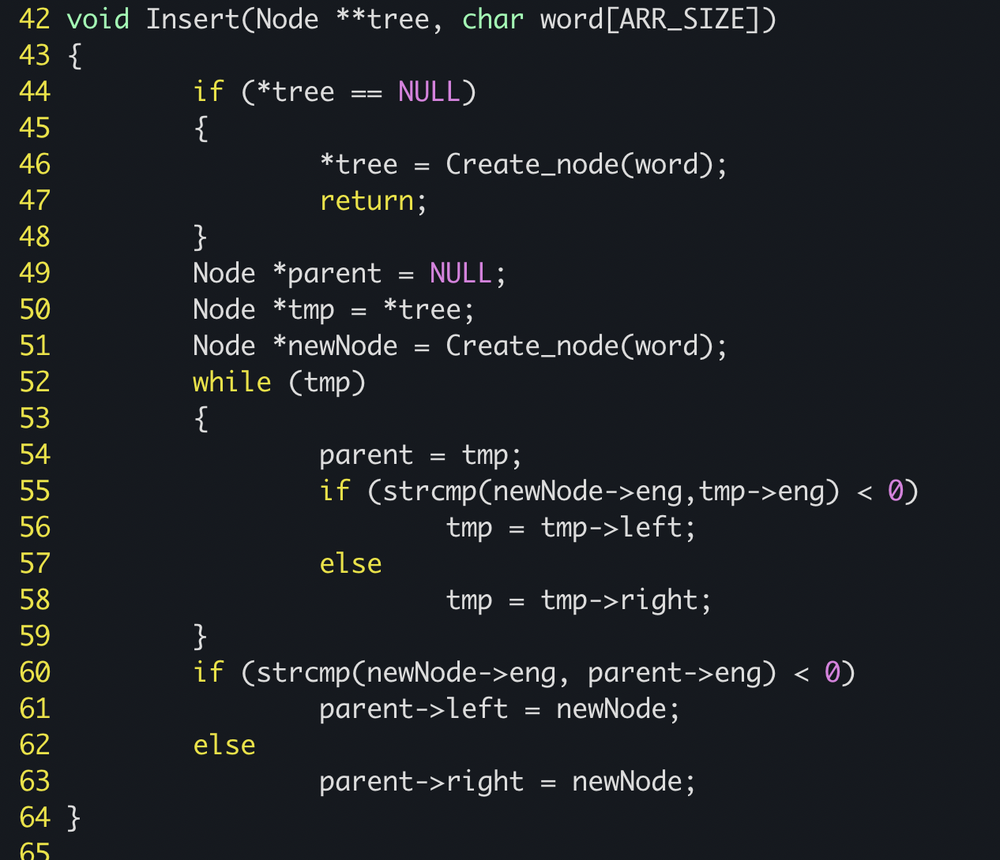 42 void Insert(Node **tree, char word[ARR_SIZE])
43 {
44         if (*tree == NULL)
45         {
46                 *tree = Create_node(word);
47                 return;
48         }
49         Node *parent = NULL;
50         Node *tmp = *tree;
51         Node *newNode = Create_node(word);
52         while (tmp)
53         {
54                 parent = tmp;
55                 if (strcmp(newNode->eng,tmp->eng) < 0)
56                         tmp = tmp->left;
57                 else
58                         tmp = tmp->right;
59         }
60         if (strcmp(newNode->eng, parent->eng) < 0)
61                 parent->left = newNode;
62         else
63                 parent->right = newNode;
64 }
65